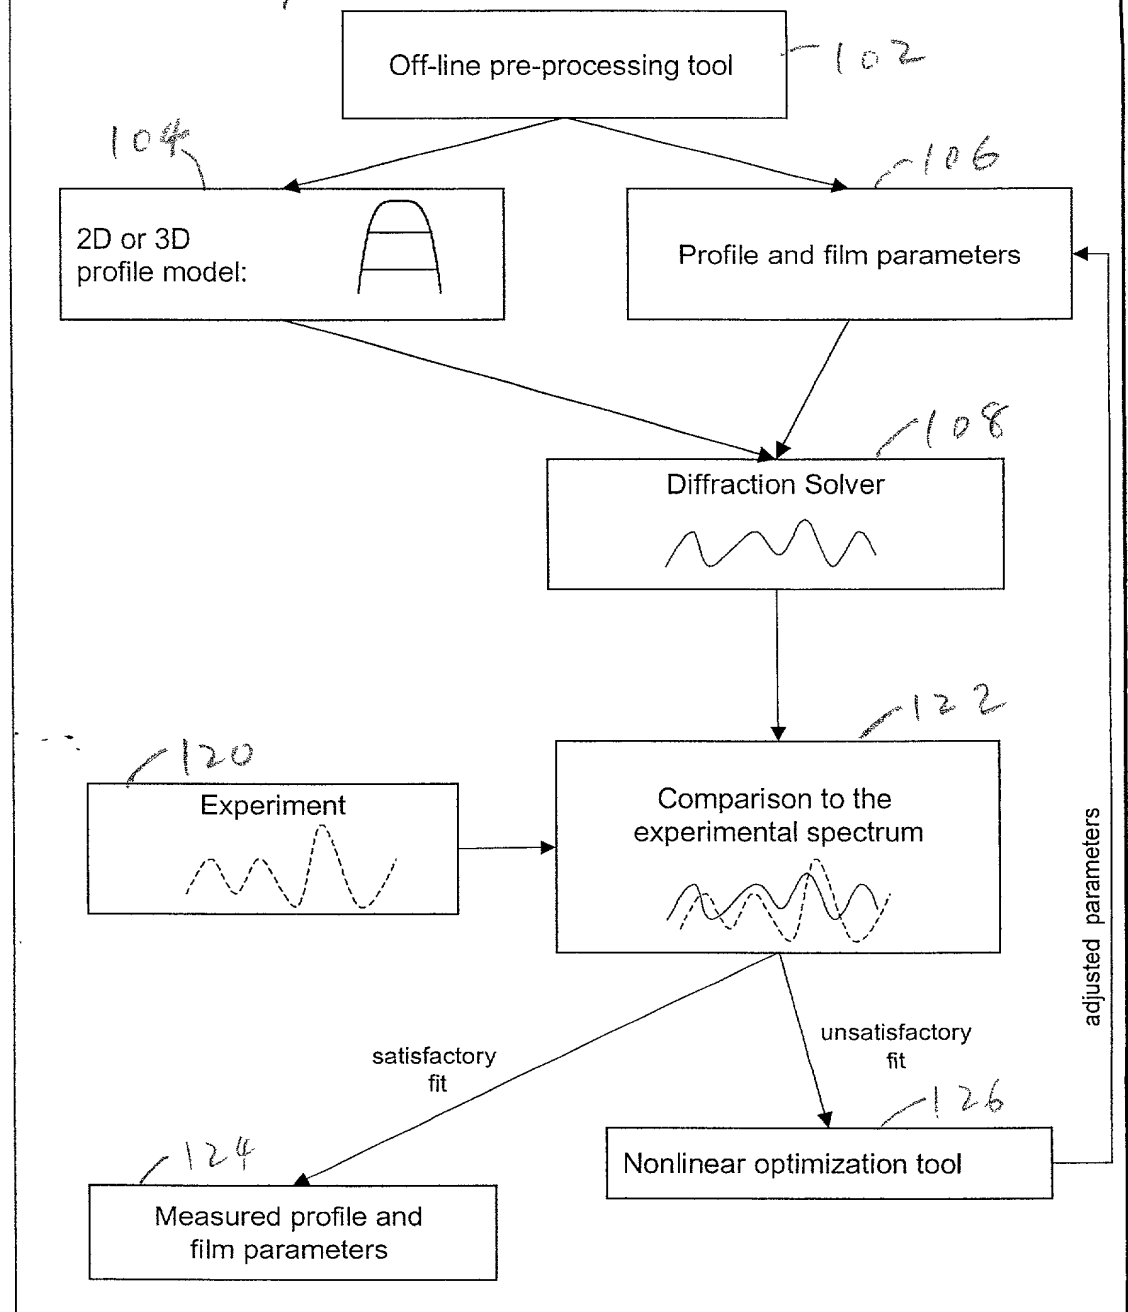 Off-line pre-processing tool
102
104
106
2D or 3D
profile model:
Profile and film parameters
108
Diffraction Solver
122
120
Experiment
Comparison to the
experimental spectrum
adjusted parameters
satisfactory
fit
unsatisfactory
fit
126
124
Nonlinear optimization tool
Measured profile and
film parameters